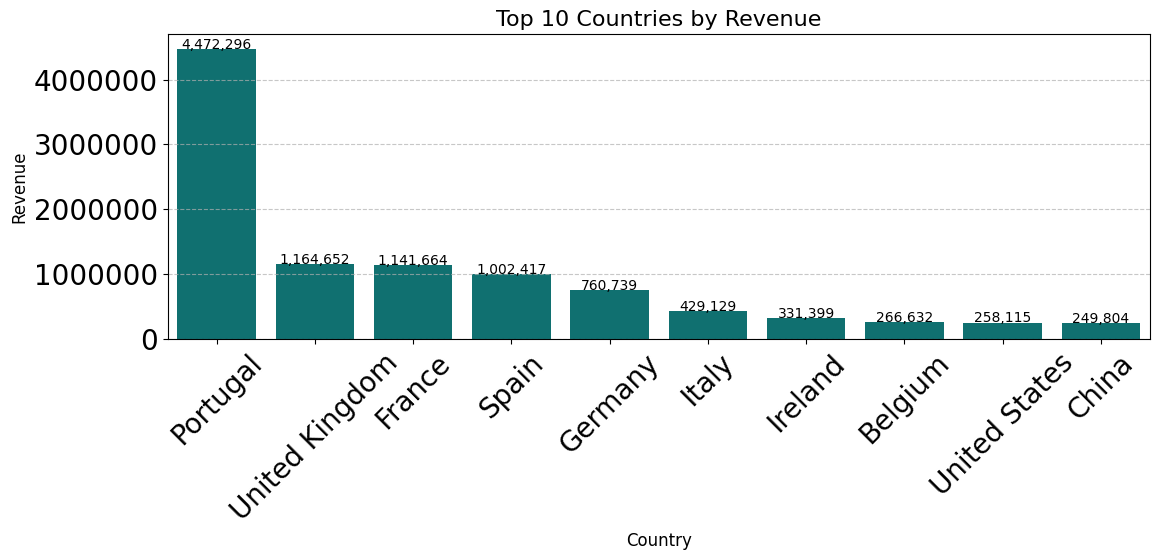 Top 10 Countries by Revenue
Revenue
4000000
3000000
2000000
1000000
0
4,472,296
1,164,652
1,141,664
1,002,417
760,739
429,129
331,399
266,632
258,115
249,804
Portugal
United Kingdom
France
Spain
Germany
Italy
Ireland
Belgium
United States
China
Country